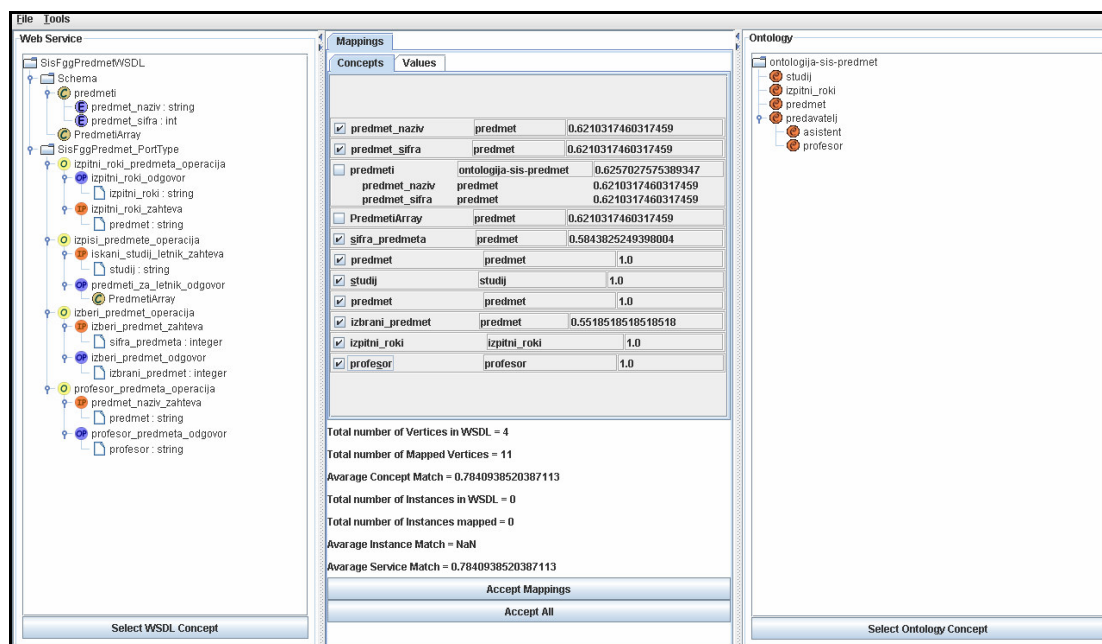 File Tools
Web Service
SisFggPredmetWSDL
Schema
C predmeti
E predmet_naziv : string
E predmet_sifra : int
C PredmetiArray
SisFggPredmet_PortType
O izpitni_roki_predmeta_operacija
OP izpitni_roki_odgovor
izpitni_roki : string
IP izpitni_roki_zahteva
predmet : string
O izpisi_predmete_operacija
IP iskani_studij_letnik_zahteva
studij : string
OP predmeti_za_letnik_odgovor
C PredmetiArray
O izberi_predmet_operacija
IP izberi_predmet_zahteva
sifra_predmeta : integer
OP izberi_predmet_odgovor
izbrani_predmet : integer
O profesor_predmeta_operacija
IP predmet_naziv_zahteva
predmet : string
OP profesor_predmeta_odgovor
profesor : string
Select WSDL Concept
Mappings
Concepts Values
predmet_naziv predmet 0.6210317460317459
predmet_sifra predmet 0.6210317460317459
predmeti ontologija-sis-predmet 0.6257027575389347
predmet_naziv predmet 0.6210317460317459
predmet_sifra predmet 0.6210317460317459
PredmetiArray predmet 0.6210317460317459
sifra_predmeta predmet 0.5843825249398004
predmet predmet 1.0
studij studij 1.0
predmet predmet 1.0
izbrani_predmet predmet 0.5518518518518518
izpitni_roki izpitni_roki 1.0
profesor profesor 1.0
Total number of Vertices in WSDL = 4
Total number of Mapped Vertices = 11
Avarage Concept Match = 0.7840938520387113
Total number of Instances in WSDL = 0
Total number of Instances mapped = 0
Avarage Instance Match = NaN
Avarage Service Match = 0.7840938520387113
Accept Mappings
Accept All
Ontology
ontologija-sis-predmet
C studij
C izpitni_roki
C predmet
C predavatelj
C asistent
C profesor
Select Ontology Concept